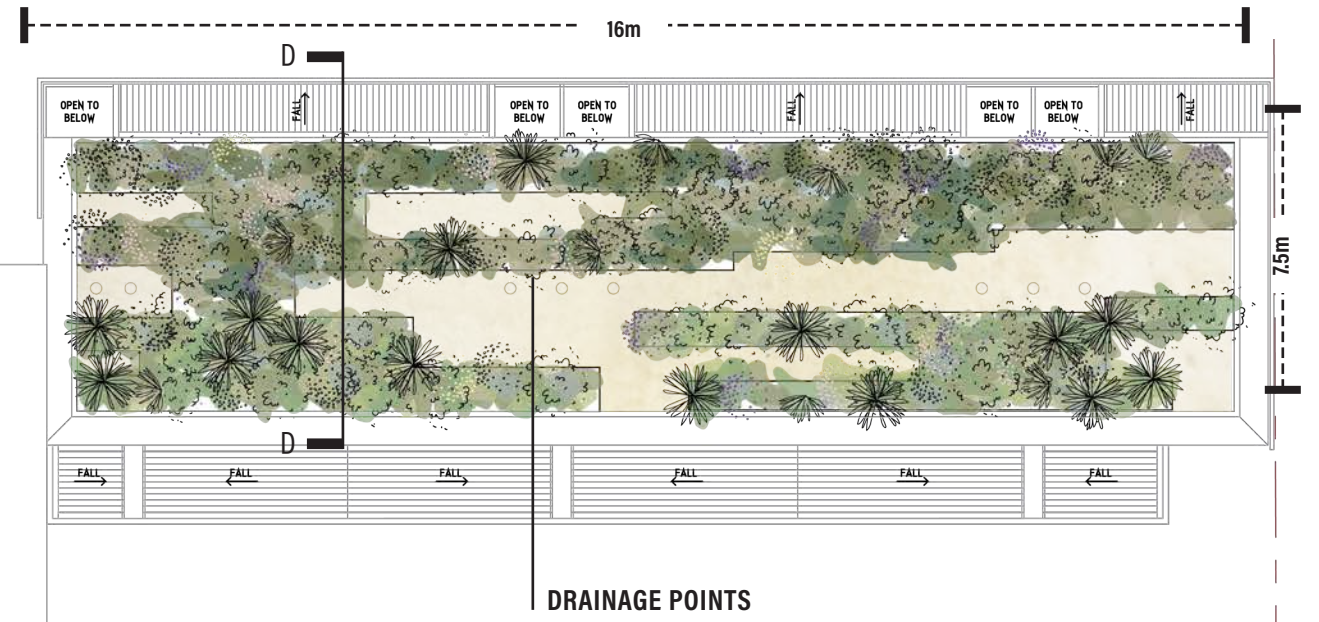 16m
D
OPEN TO
BELOW
FALL
OPEN TO
BELOW
OPEN TO
BELOW
FALL
OPEN TO
BELOW
OPEN TO
BELOW
FALL
7.5m
D
FALL
FALL
FALL
FALL
FALL
FALL
DRAINAGE POINTS